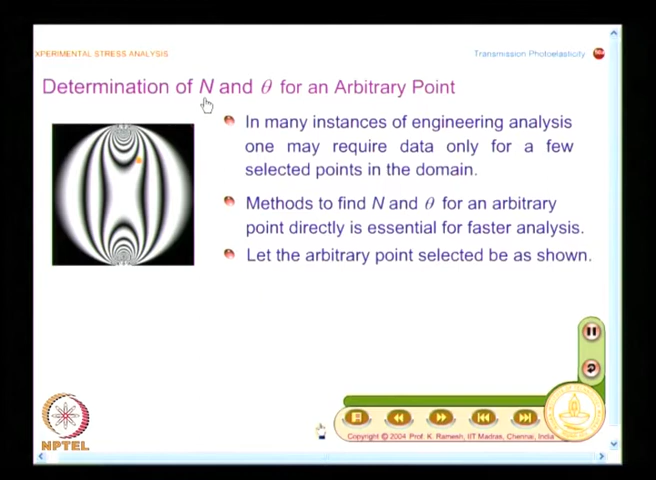 XPERIMENTAL STRESS ANALYSIS
Transmission Photoelasticity
Determination of N and θ for an Arbitrary Point
In many instances of engineering analysis
one may require data only for a few
selected points in the domain.
Methods to find N and θ for an arbitrary
point directly is essential for faster analysis.
Let the arbitrary point selected be as shown.
NPTEL
Copyright © 2004 Prof. K. Ramesh, IIT Madras, Chennai, India